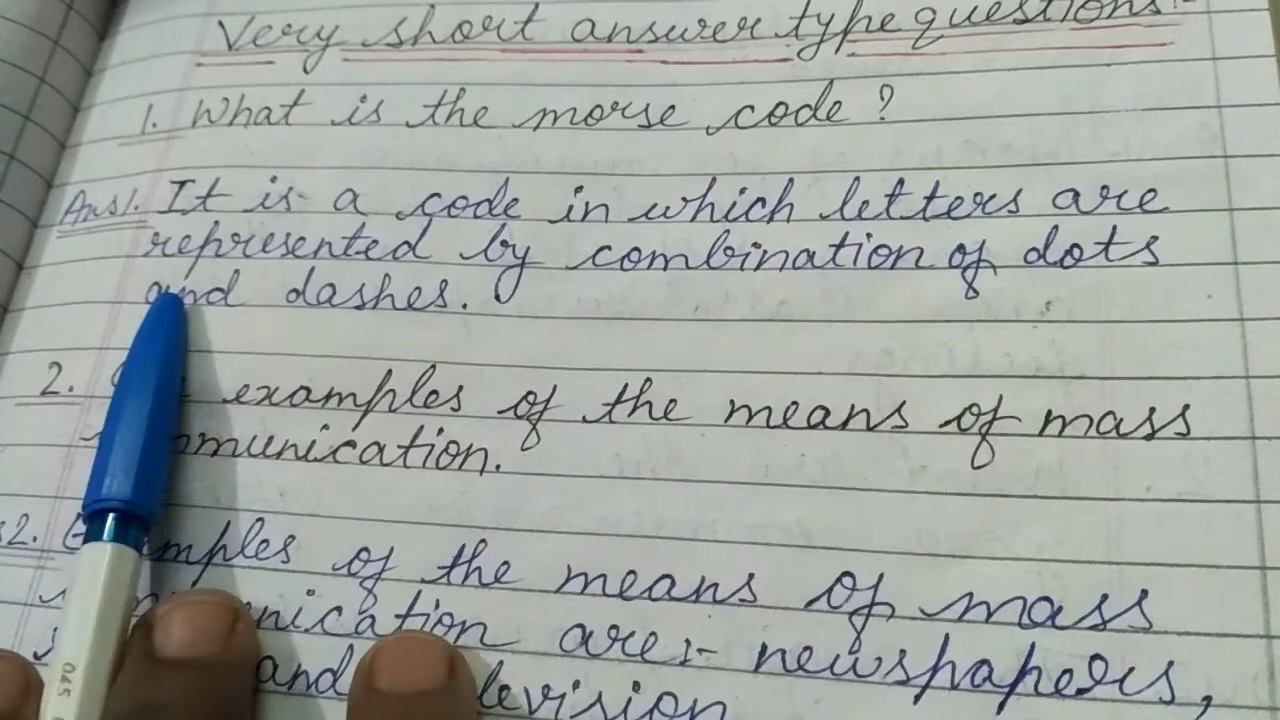 Very short answer type questions:-
1. What is the morse code ?
Ans1. It is a code in which letters are
represented by combination of dots
and dashes.
2. examples of the means of mass
munication.
2. Examples of the means of mass
nication are:- newspapers,
and levision
045